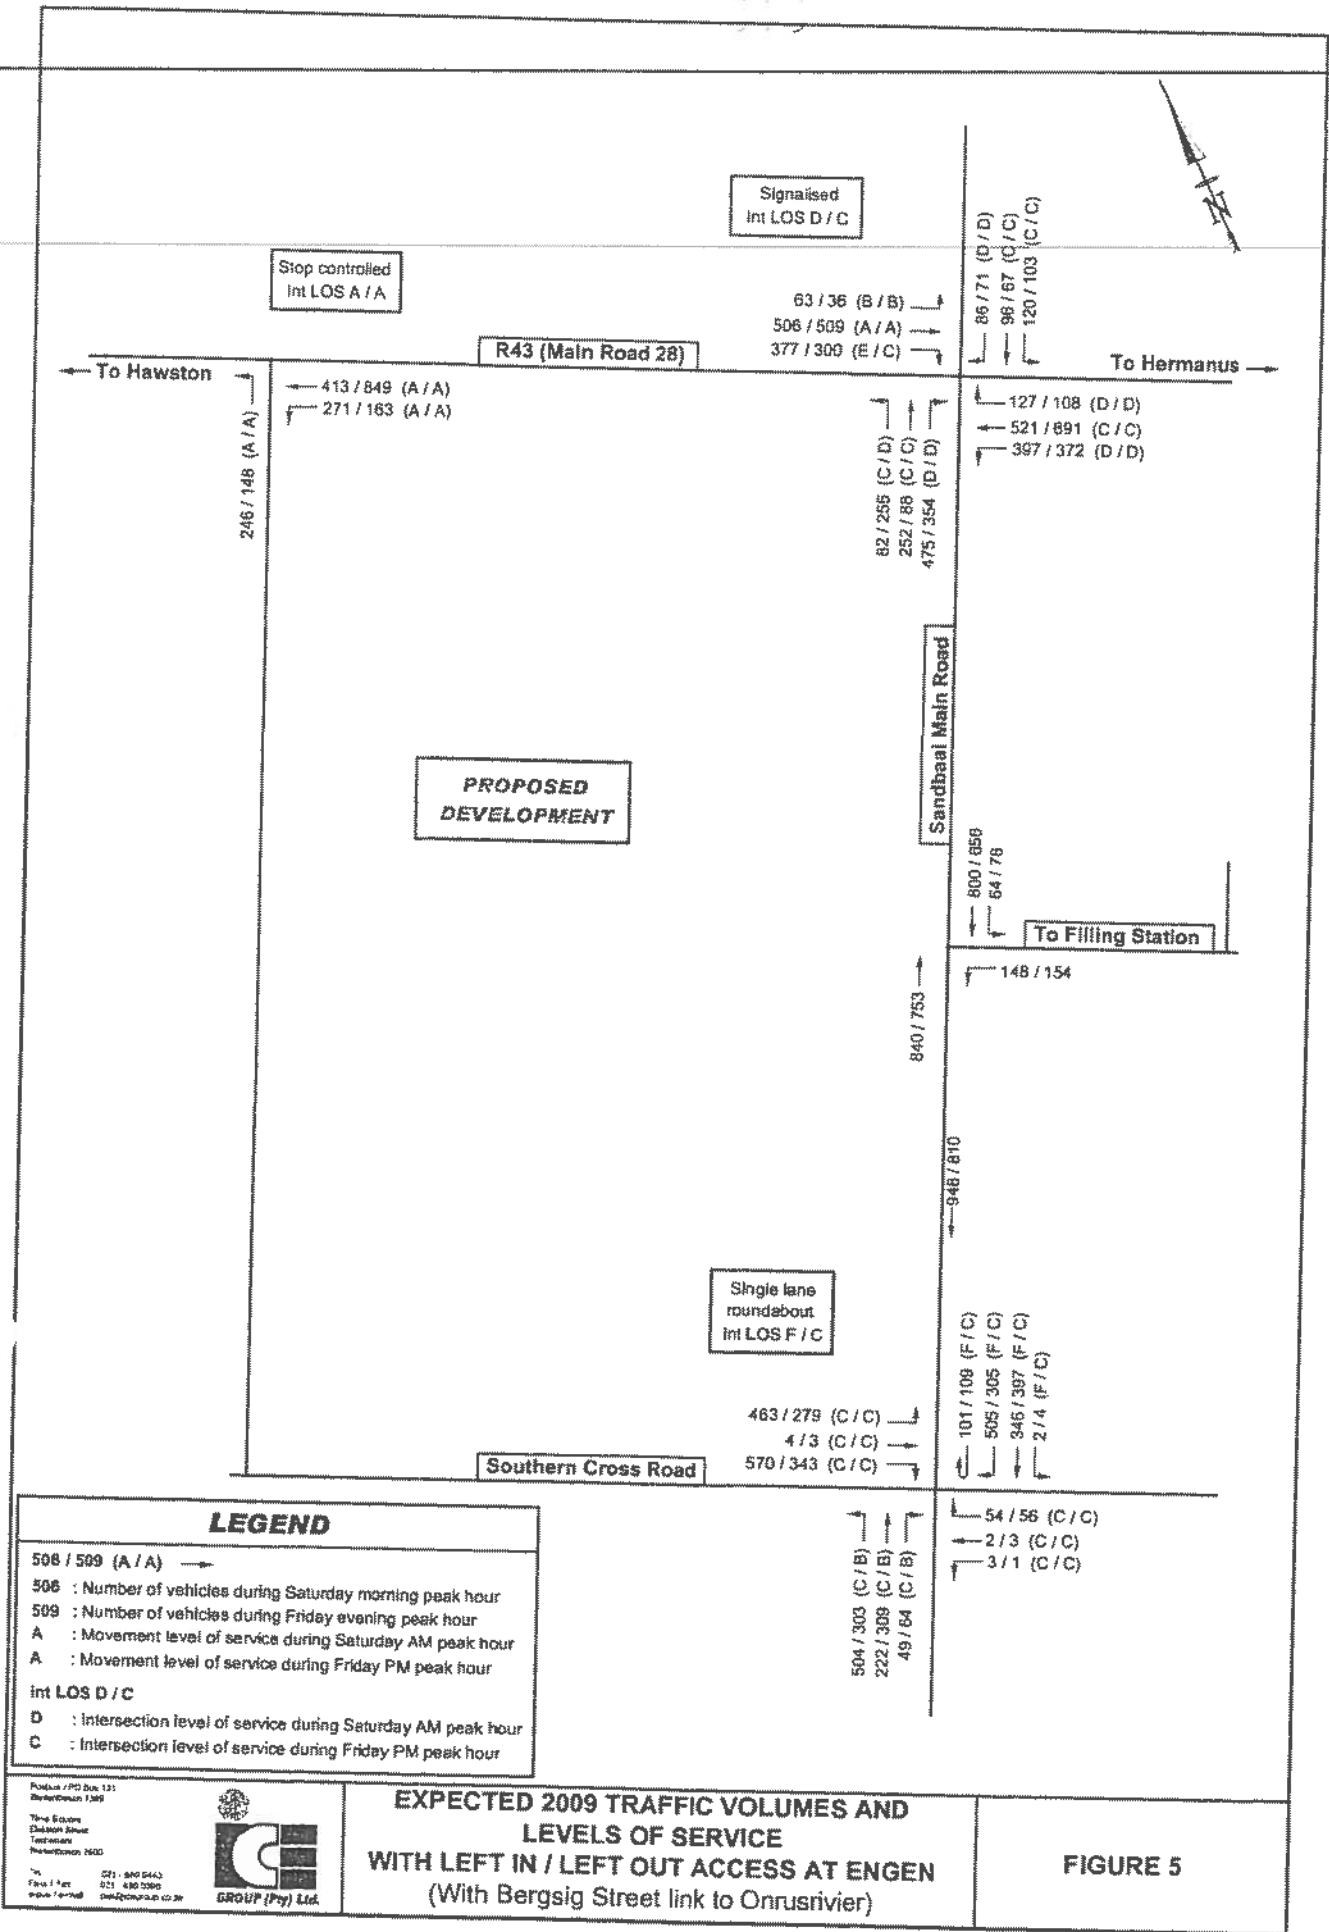 Signalised
Int LOS D / C
Stop controlled
Int LOS A / A
N
86 / 71 (D / D)
98 / 67 (C / C)
120 / 103 (C / C)
63 / 36 (B / B)
506 / 509 (A / A)
377 / 300 (E / C)
R43 (Main Road 28)
To Hawston
To Hermanus
413 / 849 (A / A)
271 / 163 (A / A)
246 / 148 (A / A)
127 / 108 (D / D)
521 / 691 (C / C)
397 / 372 (D / D)
82 / 255 (C / D)
252 / 88 (C / C)
475 / 354 (D / D)
Sandbaai Main Road
PROPOSED
DEVELOPMENT
800 / 656
64 / 78
To Filling Station
148 / 154
840 / 753
948 / 810
Single lane
roundabout
int LOS F / C
101 / 109 (F / C)
505 / 305 (F / C)
346 / 397 (F / C)
2 / 4 (F / C)
463 / 279 (C / C)
4 / 3 (C / C)
570 / 343 (C / C)
Southern Cross Road
54 / 56 (C / C)
2 / 3 (C / C)
3 / 1 (C / C)
504 / 303 (C / B)
222 / 309 (C / B)
49 / 64 (C / B)
LEGEND
506 / 509 (A / A)
506 : Number of vehicles during Saturday morning peak hour
509 : Number of vehicles during Friday evening peak hour
A : Movement level of service during Saturday AM peak hour
A : Movement level of service during Friday PM peak hour
int LOS D / C
D : Intersection level of service during Saturday AM peak hour
C : Intersection level of service during Friday PM peak hour
GROUP (Pty) Ltd.
EXPECTED 2009 TRAFFIC VOLUMES AND
LEVELS OF SERVICE
WITH LEFT IN / LEFT OUT ACCESS AT ENGEN
(With Bergsig Street link to Onrusrivier)
FIGURE 5